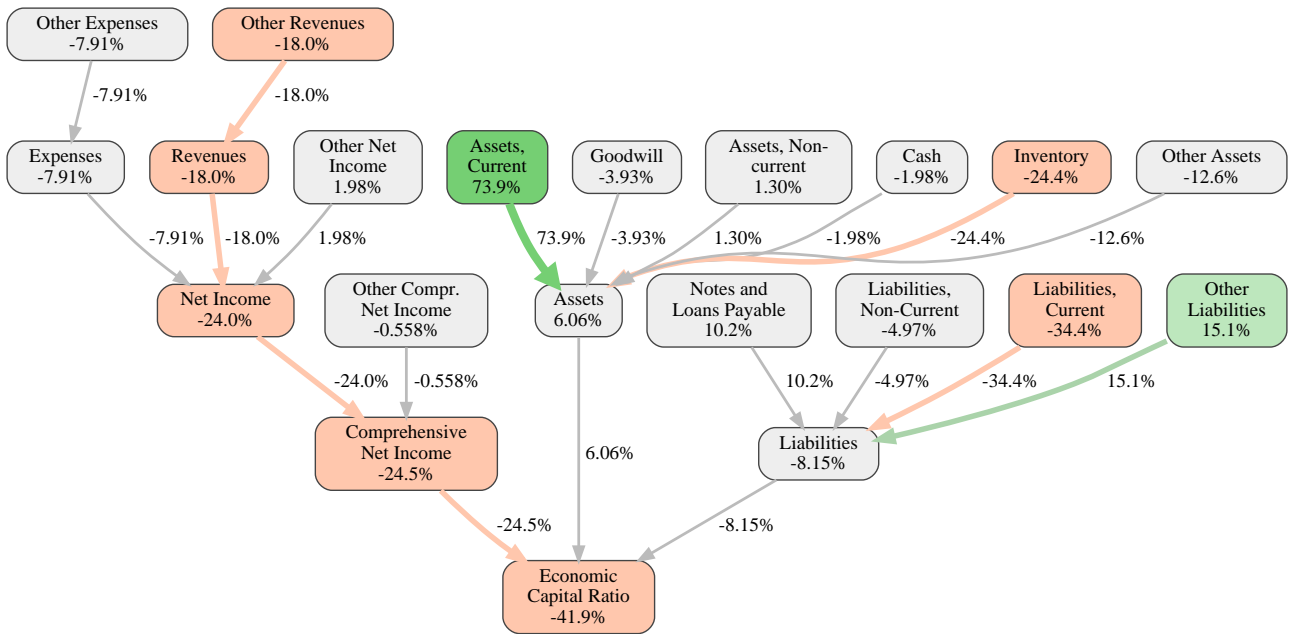 Other Expenses
-7.91%
Other Revenues
-18.0%
-7.91%
-18.0%
Expenses
-7.91%
Revenues
-18.0%
Other Net
Income
1.98%
Assets,
Current
73.9%
Goodwill
-3.93%
Assets, Non-
current
1.30%
Cash
-1.98%
Inventory
-24.4%
Other Assets
-12.6%
-7.91%
-18.0%
1.98%
73.9%
-3.93%
1.30%
-1.98%
-24.4%
-12.6%
Net Income
-24.0%
Other Compr.
Net Income
-0.558%
Assets
6.06%
Notes and
Loans Payable
10.2%
Liabilities,
Non-Current
-4.97%
Liabilities,
Current
-34.4%
Other
Liabilities
15.1%
-24.0%
-0.558%
10.2%
-4.97%
-34.4%
15.1%
Comprehensive
Net Income
-24.5%
6.06%
Liabilities
-8.15%
-24.5%
-8.15%
Economic
Capital Ratio
-41.9%